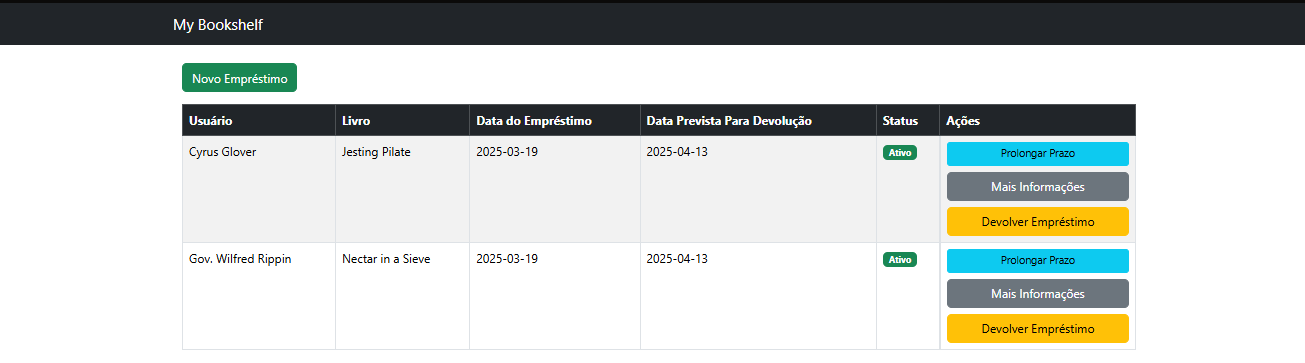 My Bookshelf
Novo Empréstimo
Usuário Livro Data do Empréstimo Data Prevista Para Devolução Status Ações
Cyrus Glover Jesting Pilate 2025-03-19 2025-04-13 Ativo Prolongar Prazo
Mais Informações
Devolver Empréstimo
Gov. Wilfred Rippin Nectar in a Sieve 2025-03-19 2025-04-13 Ativo Prolongar Prazo
Mais Informações
Devolver Empréstimo